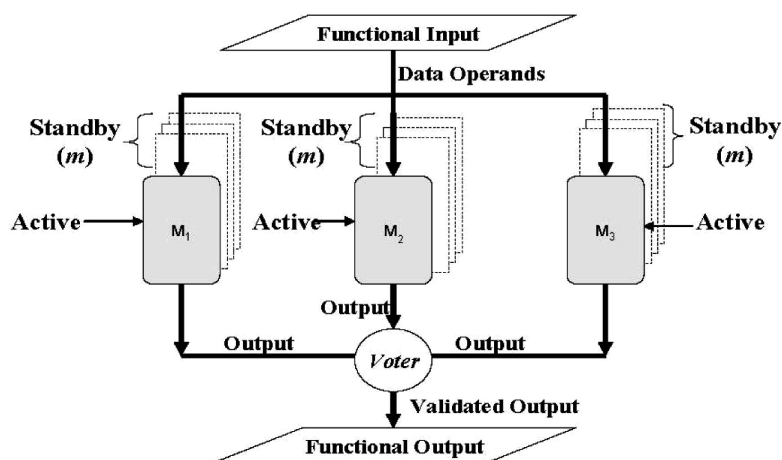 Functional Input
Data Operands
Standby
(m)
Standby
(m)
Standby
(m)
Active
M1
Active
M2
M3
Active
Output
Output
Voter
Output
Validated Output
Functional Output